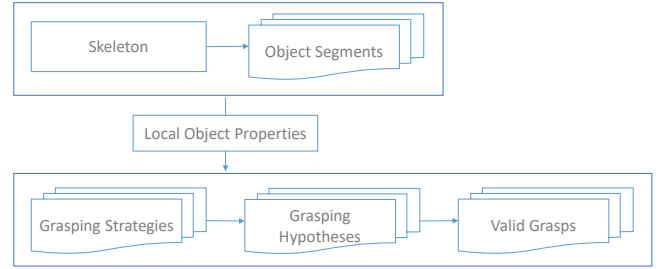 Skeleton
Object Segments
Local Object Properties
Grasping Strategies
Grasping
Hypotheses
Valid Grasps